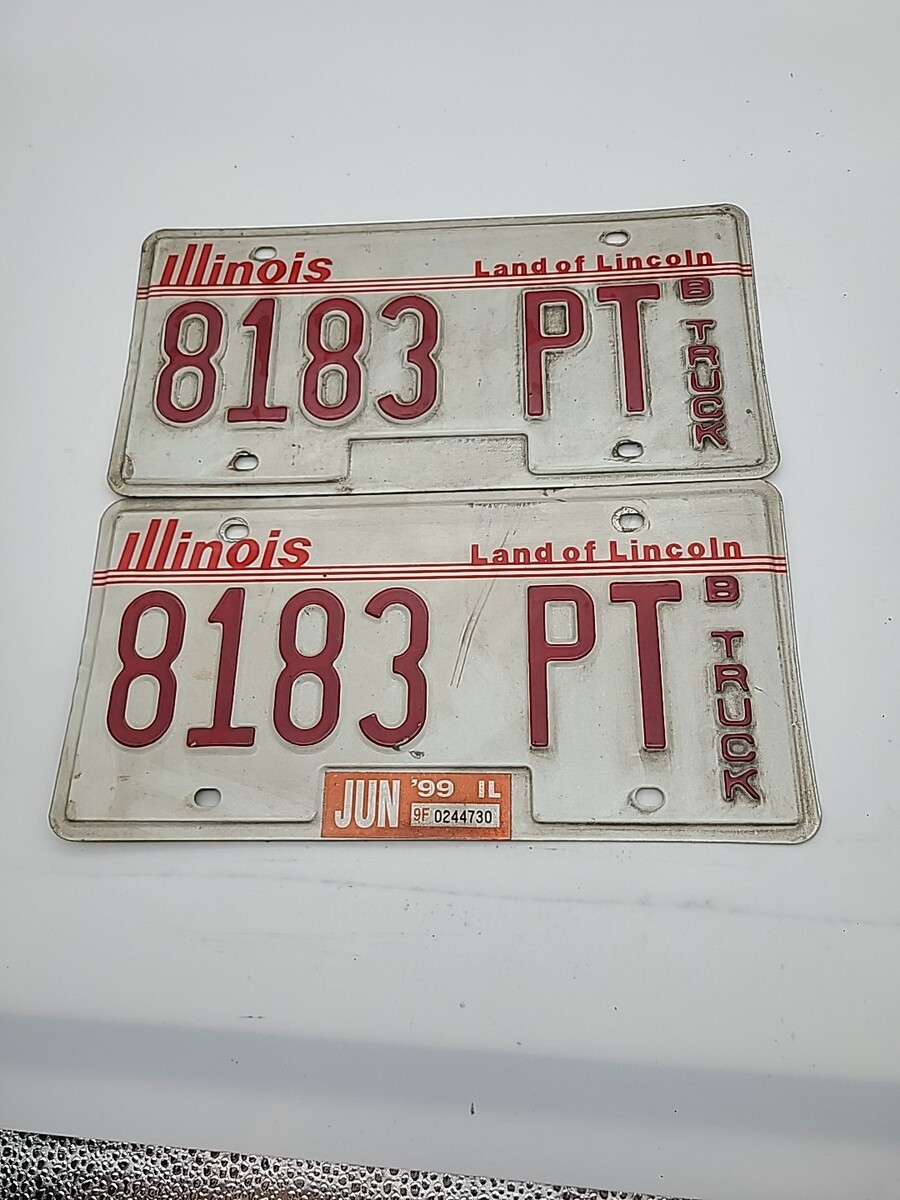 Illinois Land of Lincoln
8183 PT B TRUCK
Illinois Land of Lincoln
8183 PT B TRUCK
JUN '99 IL
9F 0244730